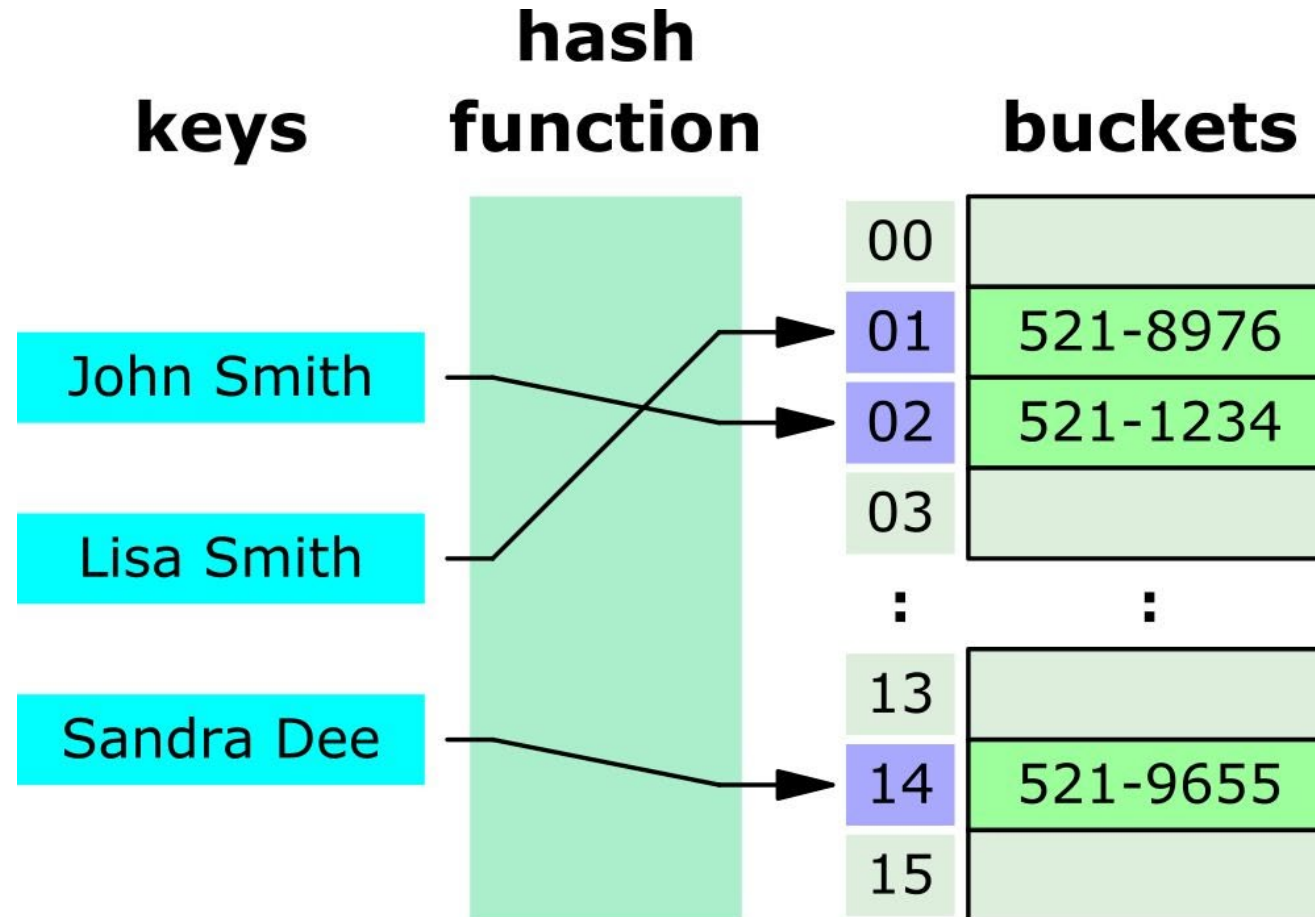 keys
hash
function
buckets
John Smith
Lisa Smith
Sandra Dee
00
01 521-8976
02 521-1234
03
: :
13
14 521-9655
15